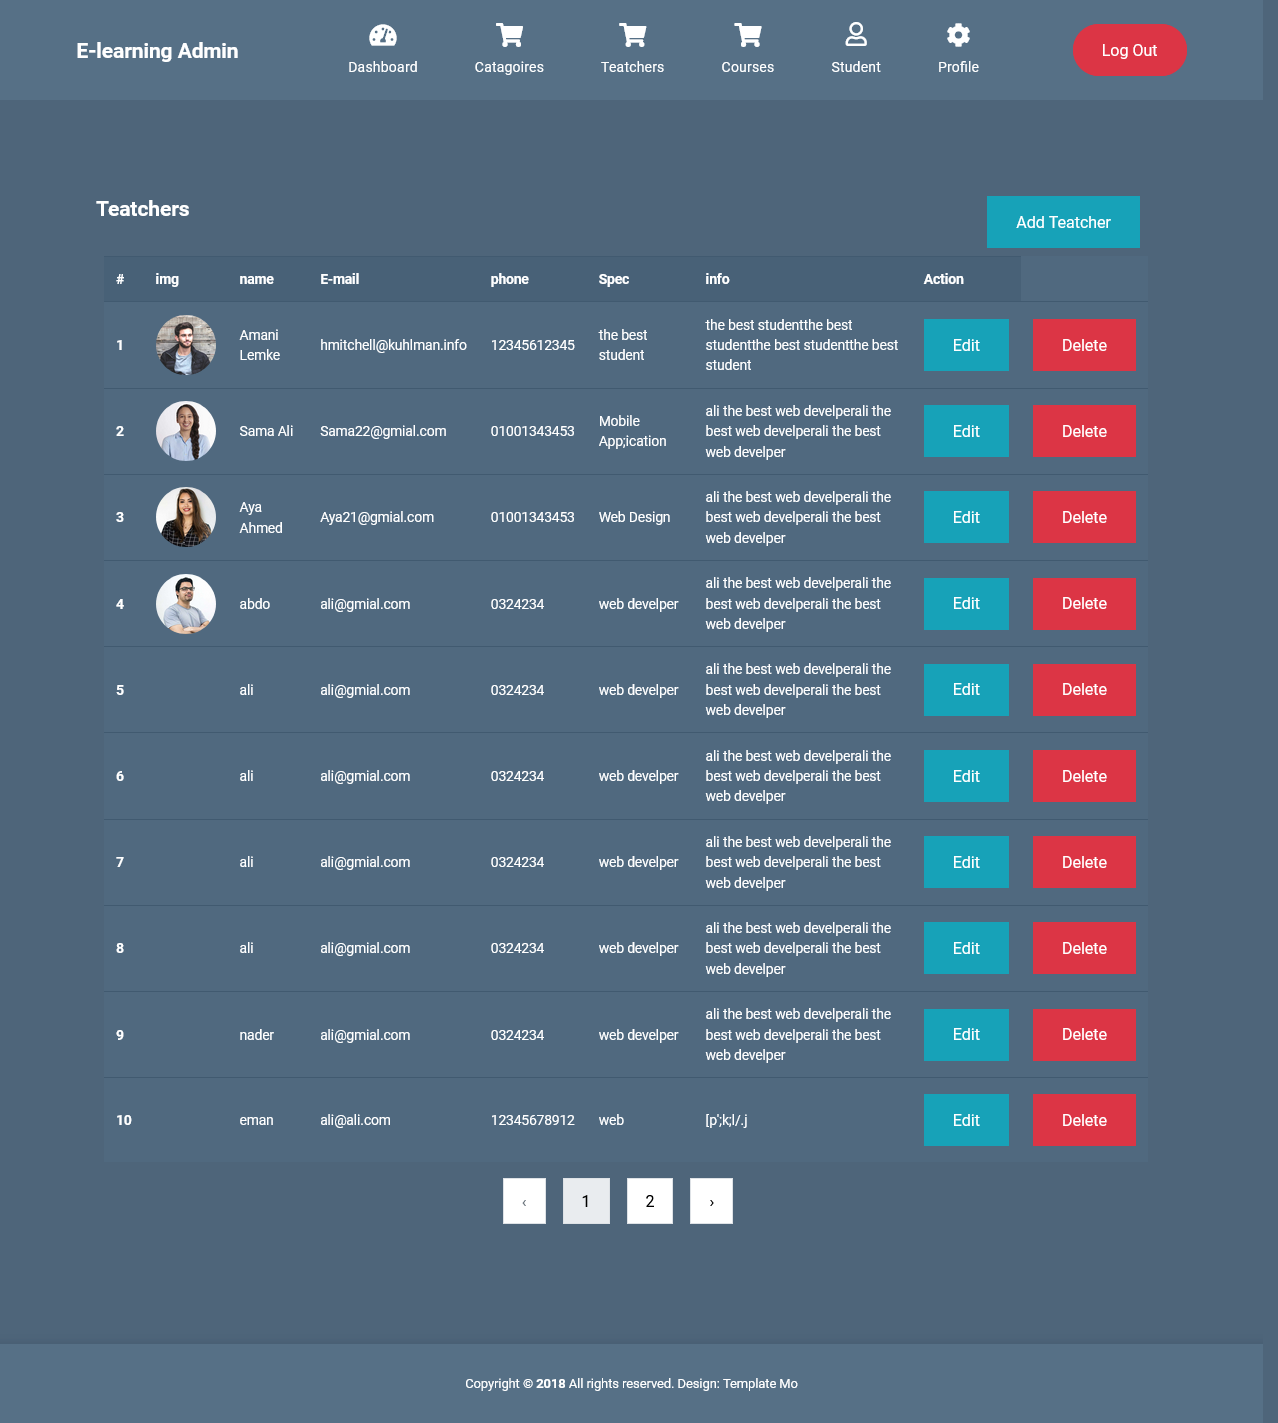 E-learning Admin
Dashboard Catagoires Teatchers Courses Student Profile
Log Out
Teatchers
Add Teatcher
# img name E-mail phone Spec info Action
1 Amani Lemke hmitchell@kuhlman.info 12345612345 the best student the best studentthe best studentthe best studentthe best student Edit Delete
2 Sama Ali Sama22@gmial.com 01001343453 Mobile App;ication ali the best web develperali the best web develperali the best web develper Edit Delete
3 Aya Ahmed Aya21@gmial.com 01001343453 Web Design ali the best web develperali the best web develperali the best web develper Edit Delete
4 abdo ali@gmial.com 0324234 web develper ali the best web develperali the best web develperali the best web develper Edit Delete
5 ali ali@gmial.com 0324234 web develper ali the best web develperali the best web develperali the best web develper Edit Delete
6 ali ali@gmial.com 0324234 web develper ali the best web develperali the best web develperali the best web develper Edit Delete
7 ali ali@gmial.com 0324234 web develper ali the best web develperali the best web develperali the best web develper Edit Delete
8 ali ali@gmial.com 0324234 web develper ali the best web develperali the best web develperali the best web develper Edit Delete
9 nader ali@gmial.com 0324234 web develper ali the best web develperali the best web develperali the best web develper Edit Delete
10 eman ali@ali.com 12345678912 web [p';k;l/.j Edit Delete
‹ 1 2 ›
Copyright © 2018 All rights reserved. Design: Template Mo